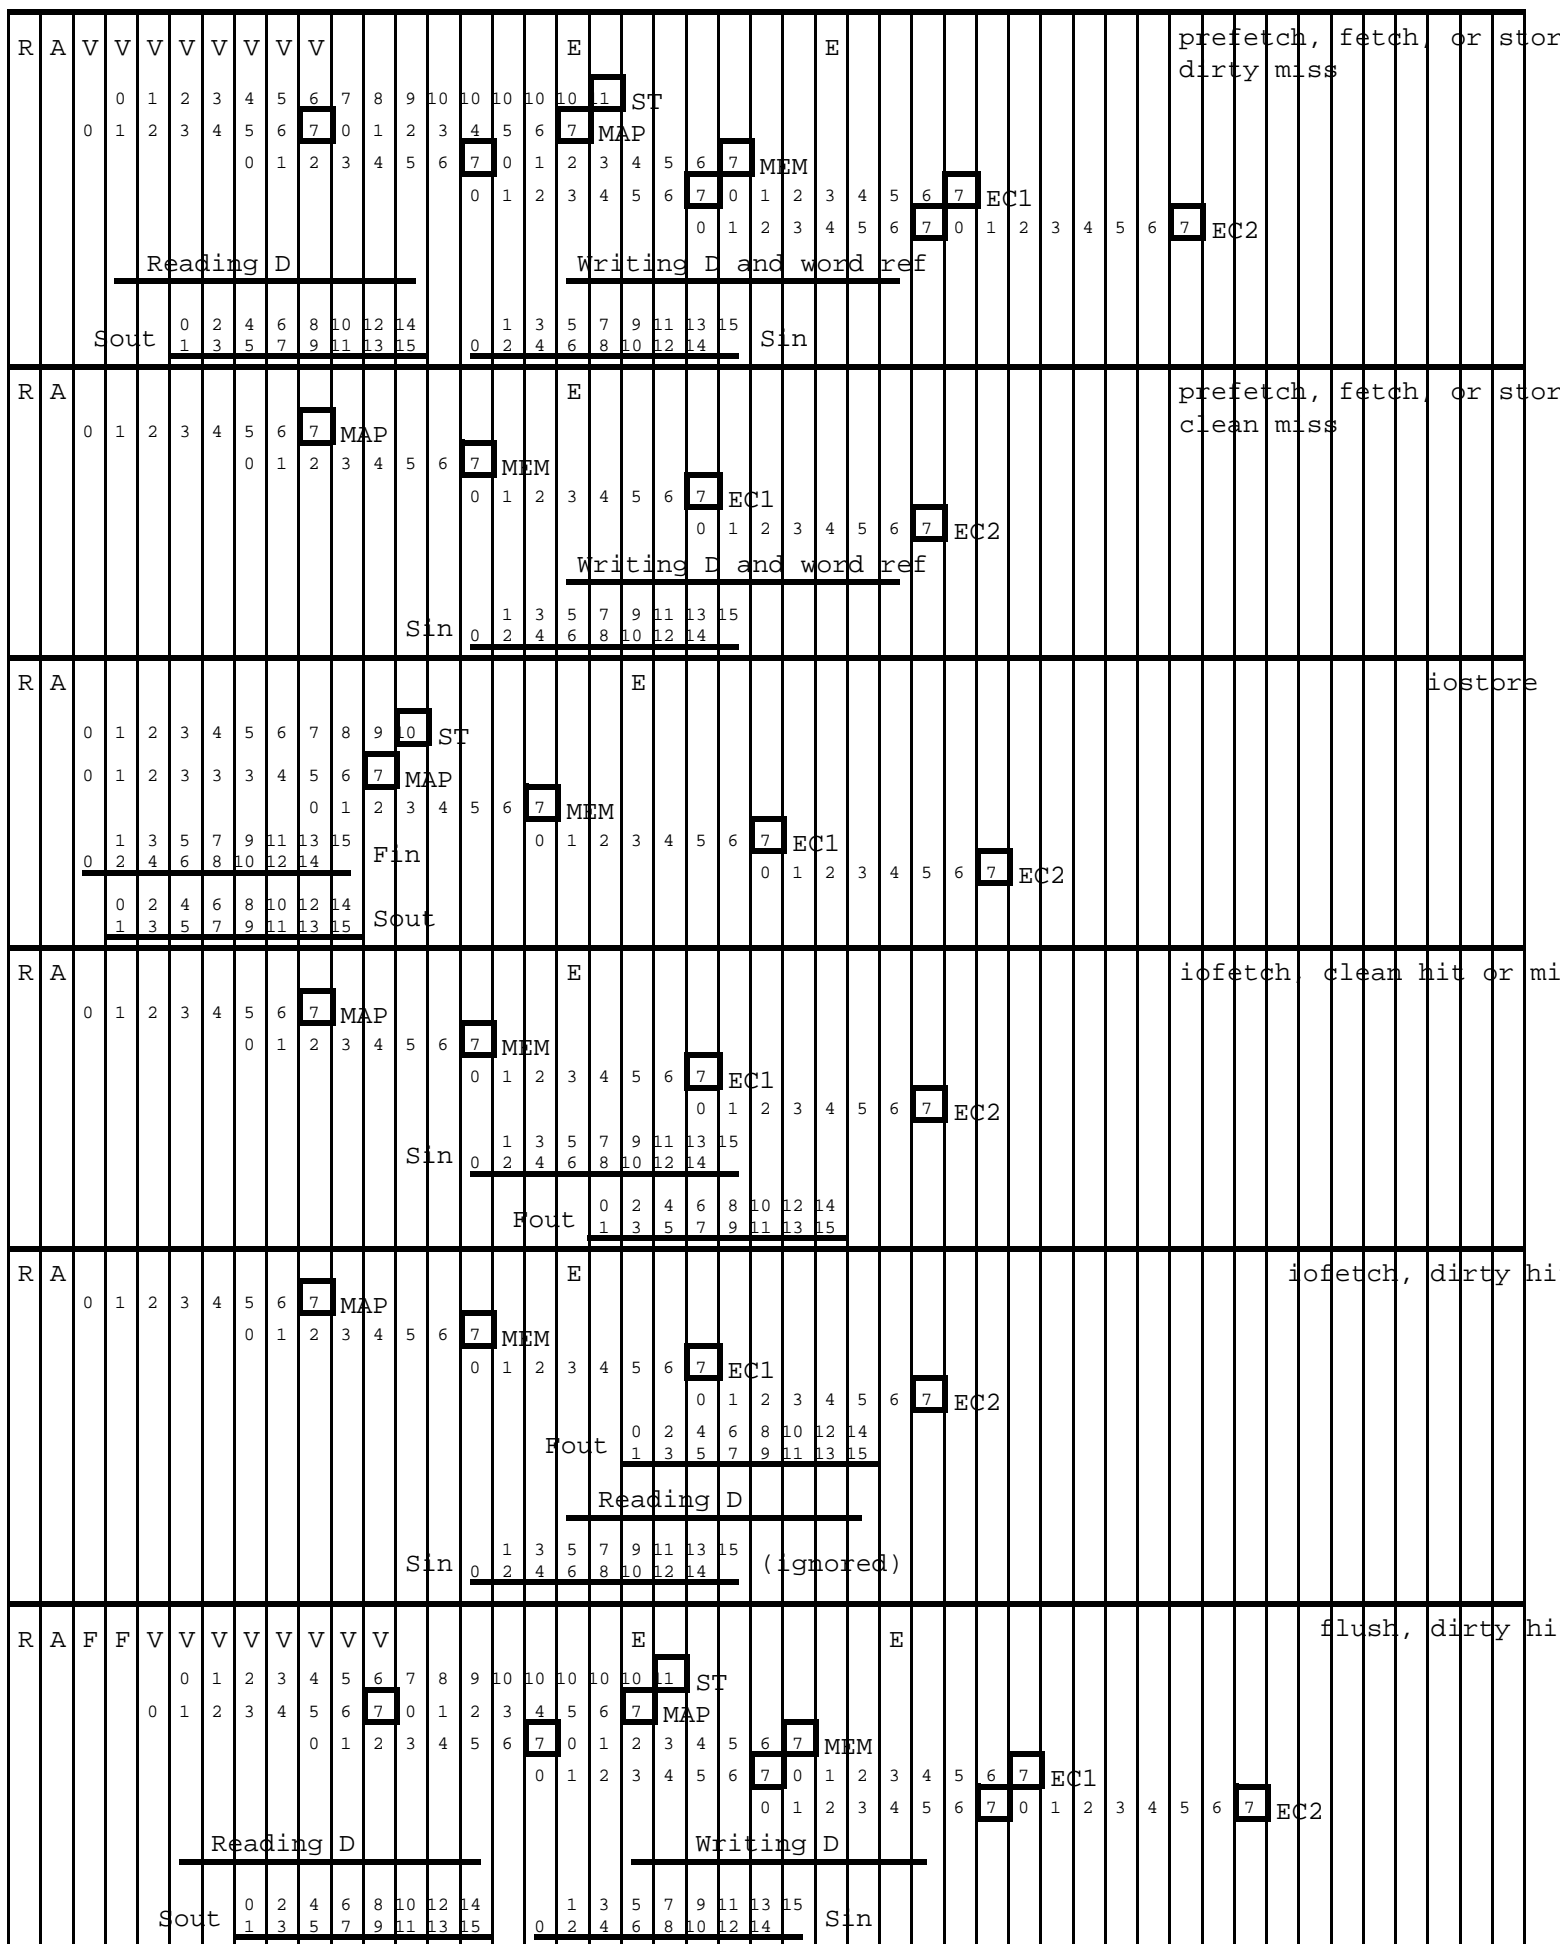 R A V V V V V V V V E E prefetch, fetch, or stor
dirty miss
0 1 2 3 4 5 6 7 8 9 10 10 10 10 10 11 ST
0 1 2 3 4 5 6 7 0 1 2 3 4 5 6 7 MAP
0 1 2 3 4 5 6 7 0 1 2 3 4 5 6 7 MEM
0 1 2 3 4 5 6 7 0 1 2 3 4 5 6 7 EC1
0 1 2 3 4 5 6 7 0 1 2 3 4 5 6 7 EC2
Reading D Writing D and word ref
0 2 4 6 8 10 12 14 1 3 5 7 9 11 13 15
Sout 1 3 5 7 9 11 13 15 0 2 4 6 8 10 12 14 Sin
R A E prefetch, fetch, or stor
clean miss
0 1 2 3 4 5 6 7 MAP
0 1 2 3 4 5 6 7 MEM
0 1 2 3 4 5 6 7 EC1
0 1 2 3 4 5 6 7 EC2
Writing D and word ref
1 3 5 7 9 11 13 15
Sin 0 2 4 6 8 10 12 14
R A E iostore
0 1 2 3 4 5 6 7 8 9 10 ST
0 1 2 3 3 3 4 5 6 7 MAP
0 1 2 3 4 5 6 7 MEM
1 3 5 7 9 11 13 15 0 1 2 3 4 5 6 7 EC1
0 2 4 6 8 10 12 14 Fin
0 1 2 3 4 5 6 7 EC2
0 2 4 6 8 10 12 14
1 3 5 7 9 11 13 15 Sout
R A E iofetch, clean hit or mi
0 1 2 3 4 5 6 7 MAP
0 1 2 3 4 5 6 7 MEM
0 1 2 3 4 5 6 7 EC1
0 1 2 3 4 5 6 7 EC2
1 3 5 7 9 11 13 15
Sin 0 2 4 6 8 10 12 14
0 2 4 6 8 10 12 14
Fout 1 3 5 7 9 11 13 15
R A E iofetch, dirty hi
0 1 2 3 4 5 6 7 MAP
0 1 2 3 4 5 6 7 MEM
0 1 2 3 4 5 6 7 EC1
0 1 2 3 4 5 6 7 EC2
0 2 4 6 8 10 12 14
Fout 1 3 5 7 9 11 13 15
Reading D
1 3 5 7 9 11 13 15
Sin 0 2 4 6 8 10 12 14 (ignored)
R A F F V V V V V V V V E E flush, dirty hi
0 1 2 3 4 5 6 7 8 9 10 10 10 10 10 11 ST
0 1 2 3 4 5 6 7 0 1 2 3 4 5 6 7 MAP
0 1 2 3 4 5 6 7 0 1 2 3 4 5 6 7 MEM
0 1 2 3 4 5 6 7 0 1 2 3 4 5 6 7 EC1
0 1 2 3 4 5 6 7 0 1 2 3 4 5 6 7 EC2
Reading D Writing D
0 2 4 6 8 10 12 14 1 3 5 7 9 11 13 15
Sout 1 3 5 7 9 11 13 15 0 2 4 6 8 10 12 14 Sin